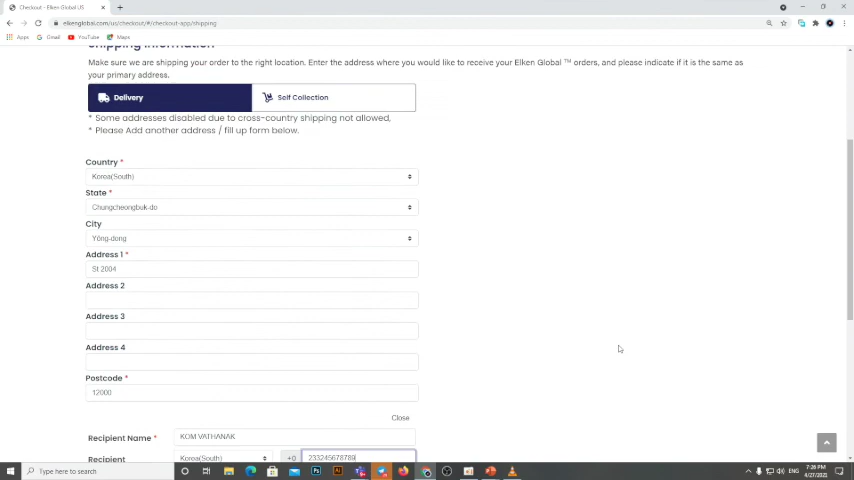 Checkout - Elken Global US
elkenglobal.com/us/checkout/#/checkout-app/shipping
Apps
Gmail
YouTube
Maps
Shipping Information
Make sure we are shipping your order to the right location. Enter the address where you would like to receive your Elken Global ™ orders, and please indicate if it is the same as
your primary address.
Delivery
Self Collection
* Some addresses disabled due to cross-country shipping not allowed,
* Please Add another address / fill up form below.
Country *
Korea(South)
State *
Chungcheongbuk-do
City
Yŏng-dong
Address 1 *
St 2004
Address 2
Address 3
Address 4
Postcode *
12000
Close
Recipient Name *
KOM VATHANAK
Recipient
Korea(South)
+0
233245678789
Type here to search
ENG
7:26 PM
4/27/2021